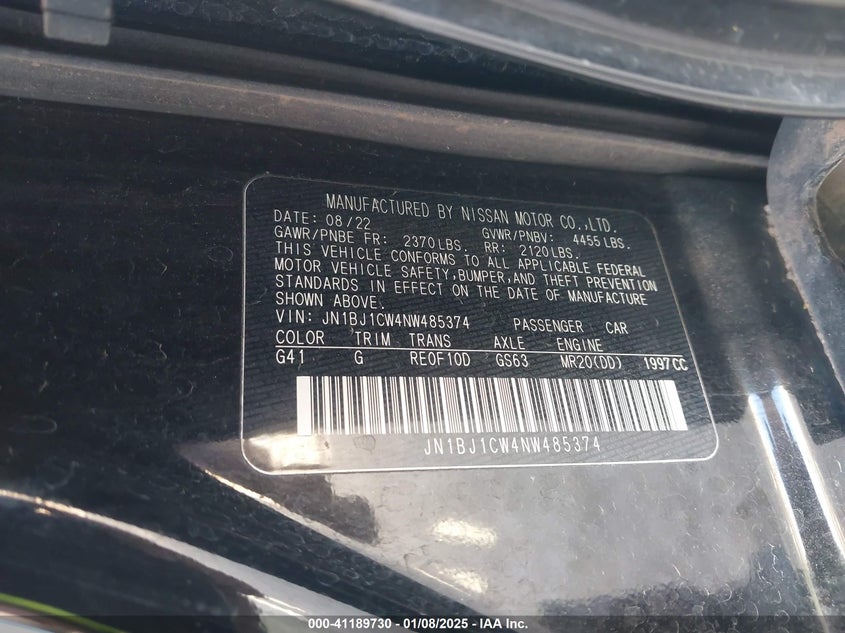 MANUFACTURED BY NISSAN MOTOR CO.,LTD.
DATE: 08/22 GVWR/PNBV: 4455LBS.
GAWR/PNBE FR: 2370LBS. RR: 2120LBS.
THIS VEHICLE CONFORMS TO ALL APPLICABLE FEDERAL
MOTOR VEHICLE SAFETY,BUMPER,AND THEFT PREVENTION
STANDARDS IN EFFECT ON THE DATE OF MANUFACTURE
SHOWN ABOVE.
VIN: JN1BJ1CW4NW485374 PASSENGER CAR
COLOR TRIM TRANS AXLE ENGINE
G41 G RE0F10D GS63 MR20(DD) 1997CC
JN1BJ1CW4NW485374
000-41189730 — 01/08/2025 — IAA Inc.